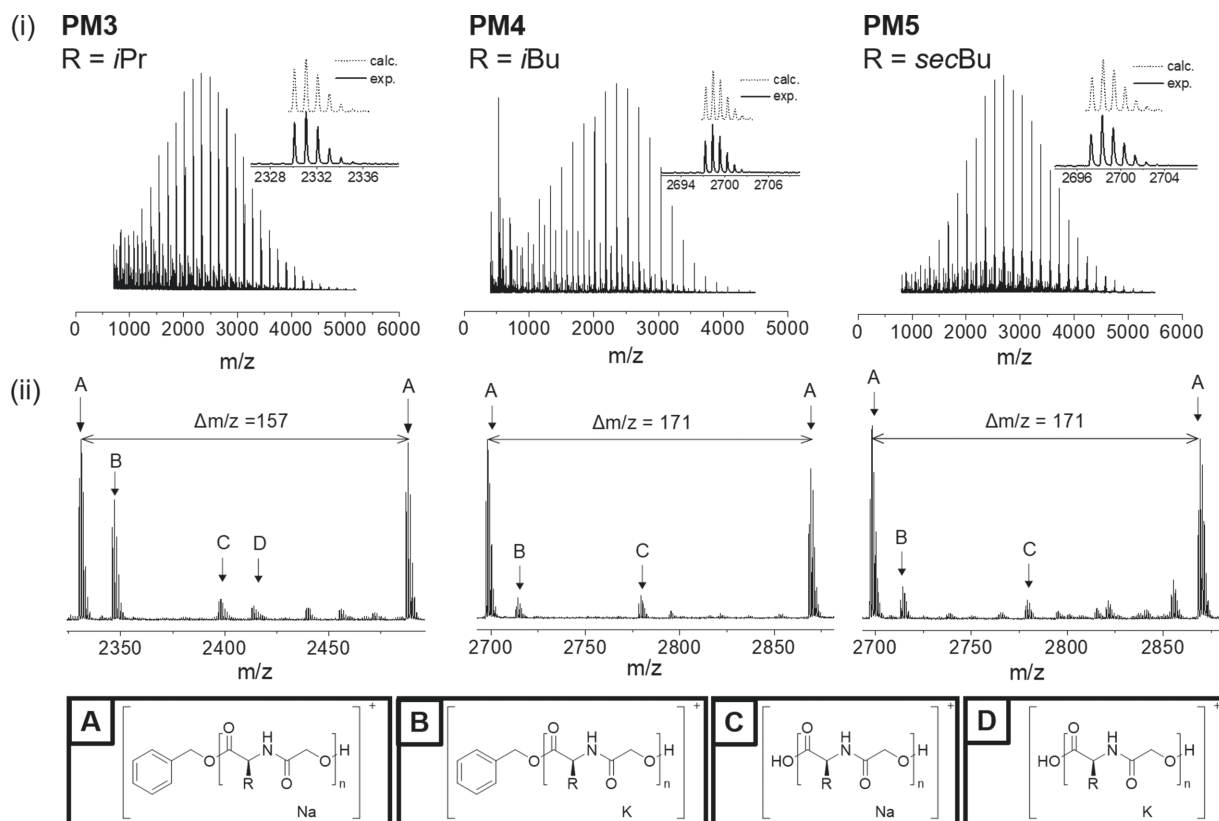 (i)
PM3
R = iPr
PM4
R = iBu
PM5
R = secBu
calc.
exp.
2328 2332 2336
calc.
exp.
2694 2700 2706
calc.
exp.
2696 2700 2704
0 1000 2000 3000 4000 5000 6000
m/z
0 1000 2000 3000 4000 5000
m/z
0 1000 2000 3000 4000 5000 6000
m/z
(ii)
A
A
Δm/z =157
B
C
D
2350 2400 2450
m/z
A
A
Δm/z = 171
B
C
2700 2750 2800 2850
m/z
A
A
Δm/z = 171
B
C
2700 2750 2800 2850
m/z
A
+
O
H
N
O
H
O
R
O
n
Na
B
+
O
H
N
O
H
O
R
O
n
K
C
+
O
H
N
O
H
HO
R
O
n
Na
D
+
O
H
N
O
H
HO
R
O
n
K